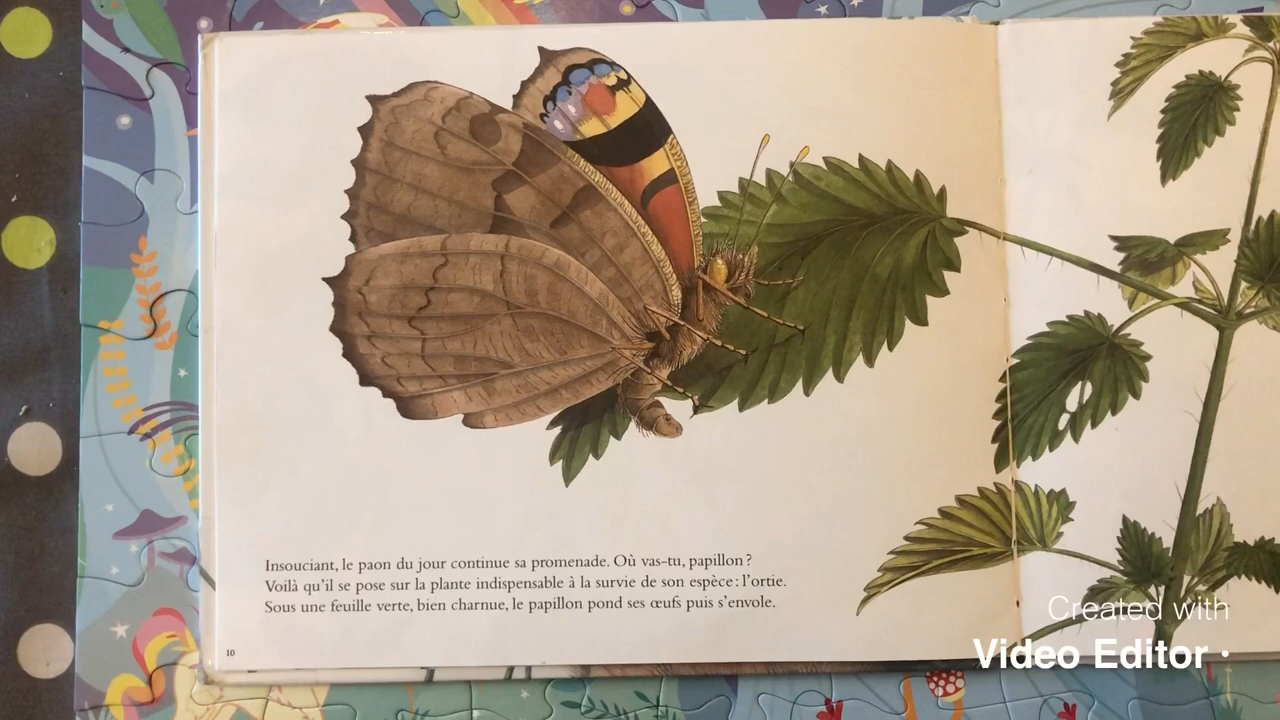 Insouciant, le paon du jour continue sa promenade. Où vas-tu, papillon ?
Voilà qu'il se pose sur la plante indispensable à la survie de son espèce : l'ortie.
Sous une feuille verte, bien charnue, le papillon pond ses œufs puis s'envole.
10
Created with
Video Editor •